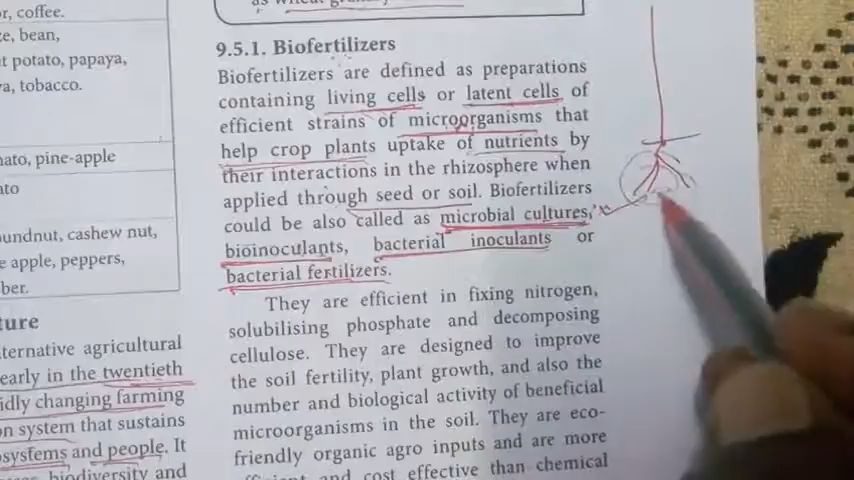 r, coffee.
ze, bean,
t potato, papaya,
a, tobacco.
ato, pine-apple
ato
undnut, cashew nut,
e apple, peppers,
ber.
ture
ternative agricultural
early in the twentieth
idly changing farming
on system that sustains
osystems and people. It
biodiversity and
as wheat
9.5.1. Biofertilizers
Biofertilizers are defined as preparations
containing living cells or latent cells of
efficient strains of microorganisms that
help crop plants uptake of nutrients by
their interactions in the rhizosphere when
applied through seed or soil. Biofertilizers
could be also called as microbial cultures,
bioinoculants, bacterial inoculants or
bacterial fertilizers.
They are efficient in fixing nitrogen,
solubilising phosphate and decomposing
cellulose. They are designed to improve
the soil fertility, plant growth, and also the
number and biological activity of beneficial
microorganisms in the soil. They are eco-
friendly organic agro inputs and are more
efficient and cost effective than chemical